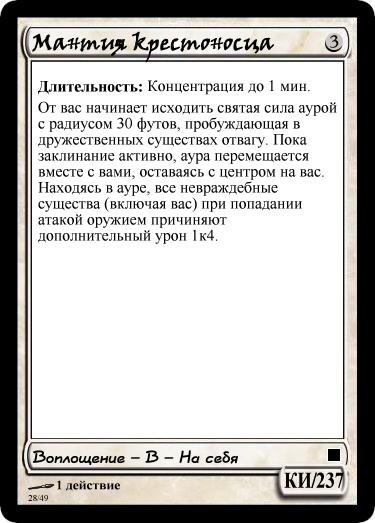 Мантия крестоносца 3
Длительность: Концентрация до 1 мин.
От вас начинает исходить святая сила аурой
с радиусом 30 футов, пробуждающая в
дружественных существах отвагу. Пока
заклинание активно, аура перемещается
вместе с вами, оставаясь с центром на вас.
Находясь в ауре, все невраждебные
существа (включая вас) при попадании
атакой оружием причиняют
дополнительный урон 1к4.
Воплощение – В – На себя
КИ/237
1 действие
28/49